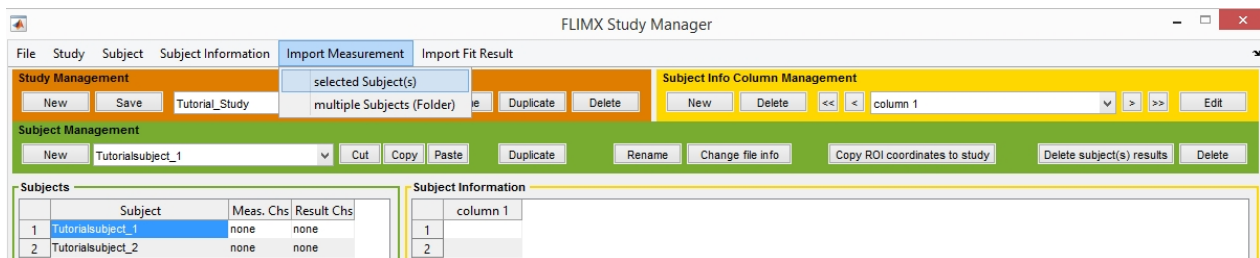 FLIMX Study Manager
File Study Subject Subject Information Import Measurement Import Fit Result
selected Subject(s)
multiple Subjects (Folder)
Study Management
New Save Tutorial_Study Duplicate Delete
Subject Info Column Management
New Delete << < column 1 > >> Edit
Subject Management
New Tutorialsubject_1 Cut Copy Paste Duplicate Rename Change file info Copy ROI coordinates to study Delete subject(s) results Delete
Subjects
Subject Meas. Chs Result Chs
1 Tutorialsubject_1 none none
2 Tutorialsubject_2 none none
Subject Information
column 1
1
2